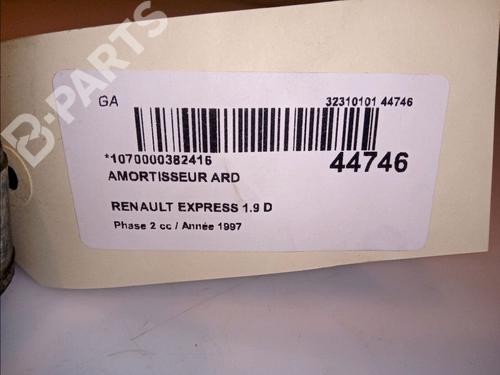 B-PARTS
GA
32310101 44746
*1070000382416
44746
AMORTISSEUR ARD
RENAULT EXPRESS 1.9 D
Phase 2 cc / Année 1997